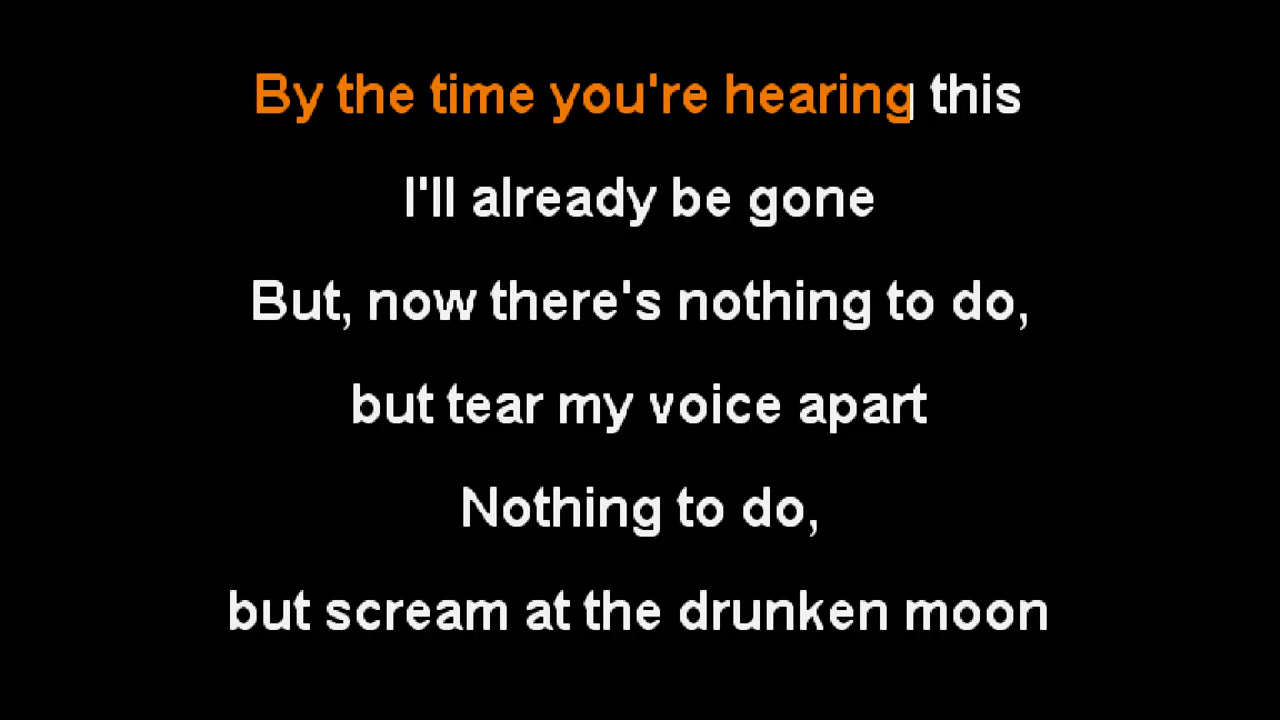 By the time you're hearing this
I'll already be gone
But, now there's nothing to do,
but tear my voice apart
Nothing to do,
but scream at the drunken moon